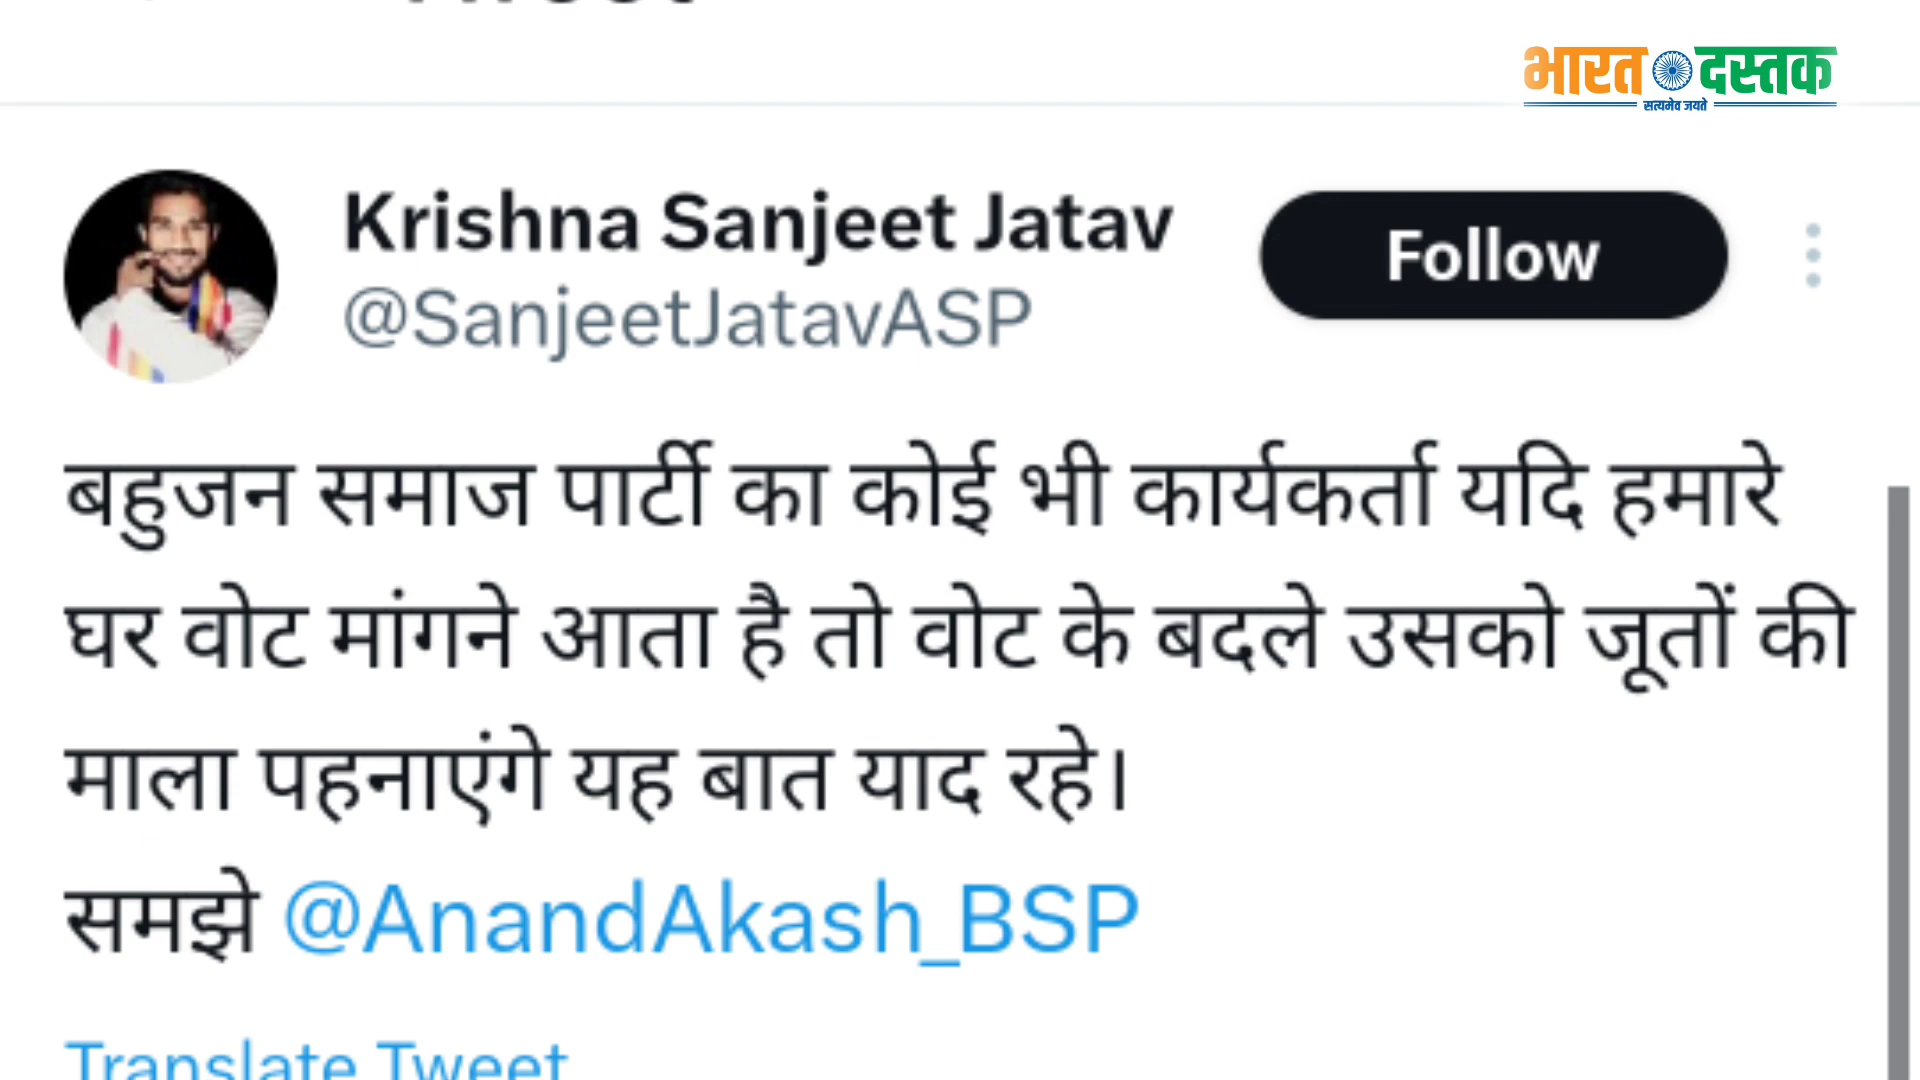 भारत दस्तक
सत्यमेव जयते
Krishna Sanjeet Jatav
Follow
@SanjeetJatavASP
बहुजन समाज पार्टी का कोई भी कार्यकर्ता यदि हमारे
घर वोट मांगने आता है तो वोट के बदले उसको जूतों की
माला पहनाएंगे यह बात याद रहे।
समझे @AnandAkash_BSP
Translate Tweet